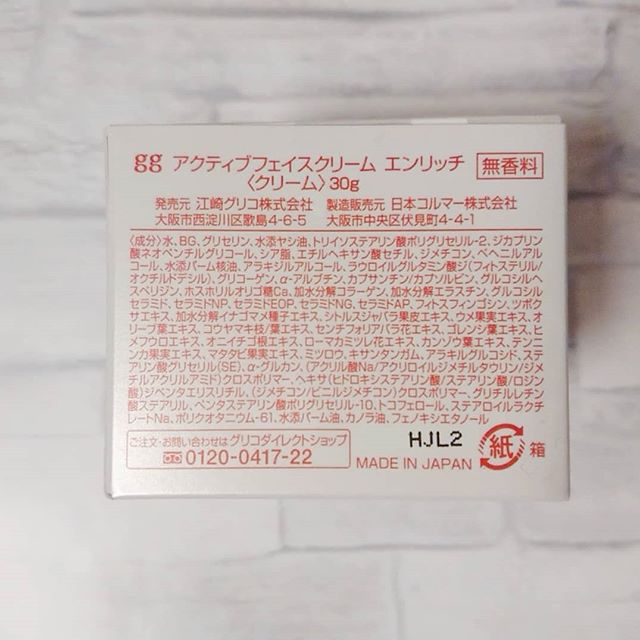 gg アクティブフェイスクリーム エンリッチ 無香料
〈クリーム〉30g
発売元 江崎グリコ株式会社 製造販売元 日本コルマー株式会社
大阪市西淀川区歌島4-6-5 大阪市中央区伏見町4-4-1
〈成分〉水、BG、グリセリン、水添ヤシ油、トリイソステアリン酸ポリグリセリル-2、ジカプリン
酸ネオペンチルグリコール、シア脂、エチルヘキサン酸セチル、ジメチコン、ベヘニルアル
コール、水添パーム核油、アラキジルアルコール、ラウロイルグルタミン酸ジ(フィトステリル/
オクチルドデシル)、グリコーゲン、α-アルブチン、カプサンチン/カプソルビン、グルコシルヘ
スペリジン、ホスホリルオリゴ糖Ca、加水分解コラーゲン、加水分解エラスチン、グルコシル
セラミド、セラミドNP、セラミドEOP、セラミドNG、セラミドAP、フィトスフィンゴシン、ツボク
サエキス、加水分解イナゴマメ種子エキス、シトルスジャバラ果皮エキス、ウメ果実エキス、オ
リーブ葉エキス、コウヤマキ枝/葉エキス、センチフォリアバラ花エキス、ゴレンシ葉エキス、ヒ
メフウロエキス、オニイチゴ根エキス、ローマカミツレ花エキス、カンゾウ葉エキス、テンニ
ンカ果実エキス、マタタビ果実エキス、ミツロウ、キサンタンガム、アラキルグルコシド、ステ
アリン酸グリセリル(SE)、α-グルカン、(アクリル酸Na/アクリロイルジメチルタウリン/ジメ
チルアクリルアミド)クロスポリマー、ヘキサ(ヒドロキシステアリン酸/ステアリン酸/ロジン
酸)ジペンタエリスリチル、(ジメチコン/ビニルジメチコン)クロスポリマー、グリチルレチン
酸ステアリル、ペンタステアリン酸ポリグリセリル-10、トコフェロール、ステアロイルラクチ
レートNa、ポリクオタニウム-61、水添パーム油、カノラ油、フェノキシエタノール
ご注文・お問い合わせは グリコダイレクトショップ
0120-0417-22
HJL2
MADE IN JAPAN
紙 箱